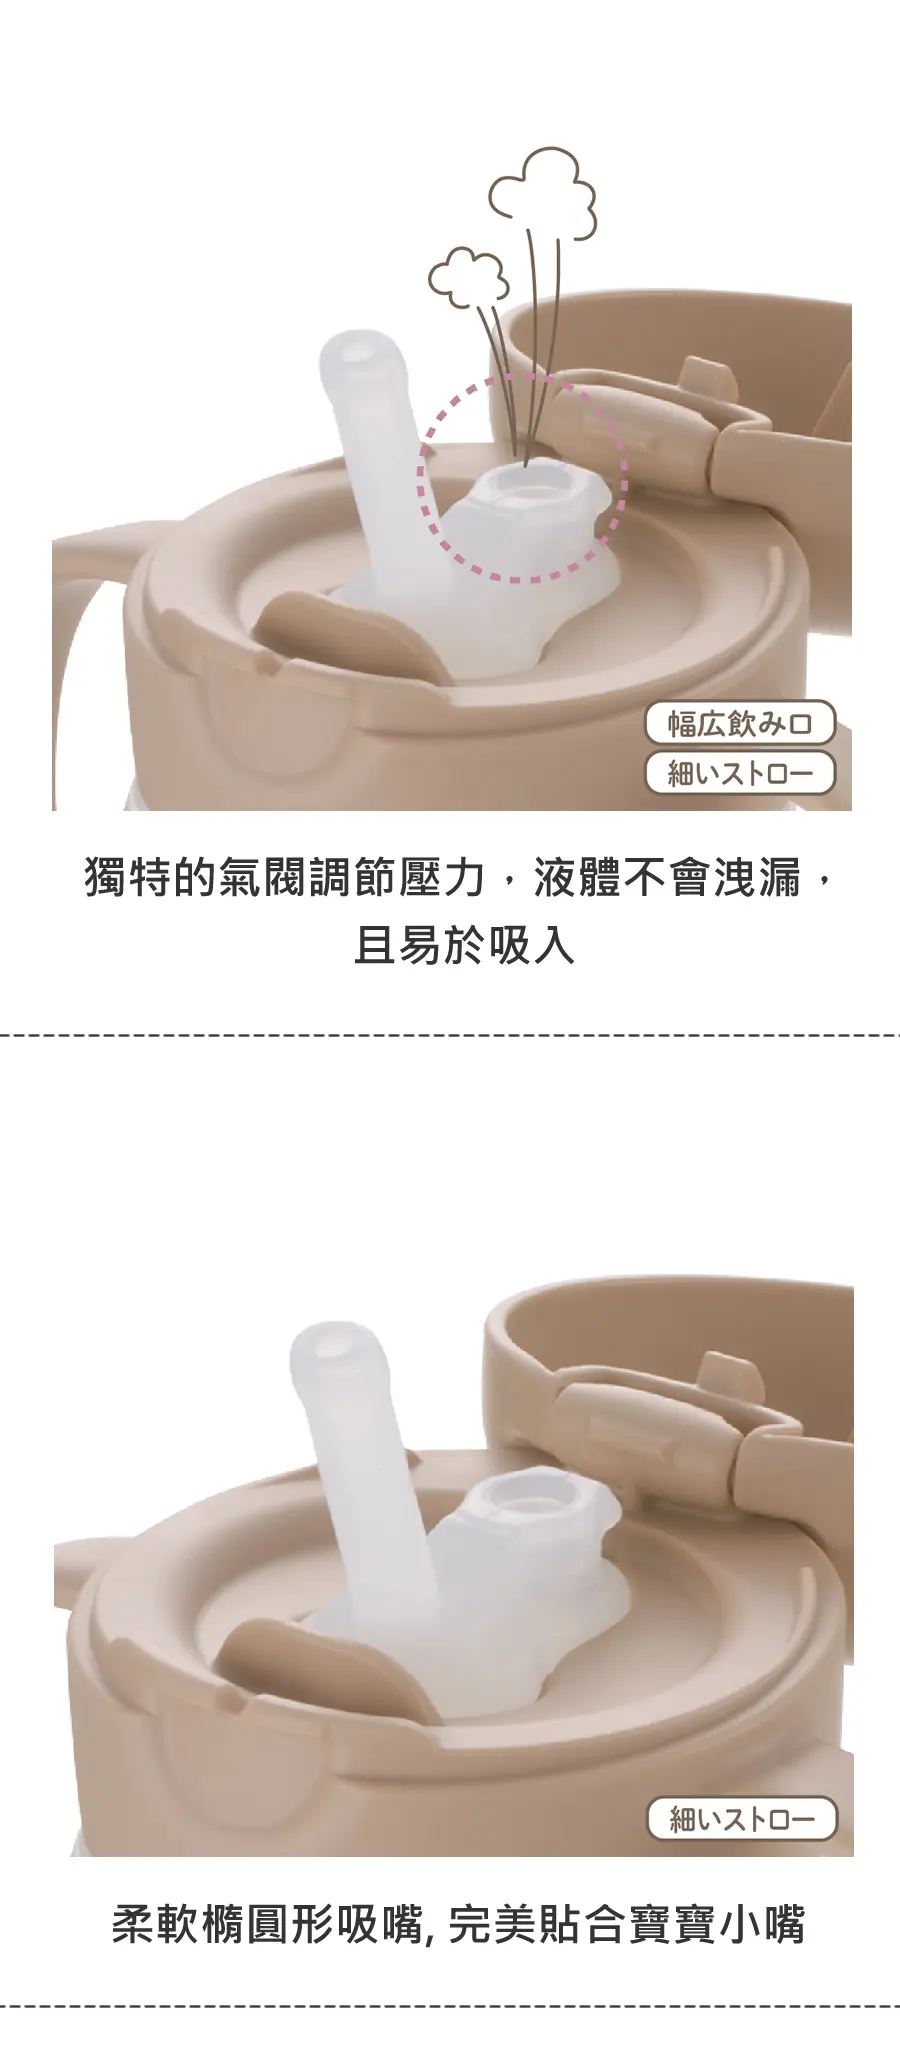 幅広飲み口
細いストロー
獨特的氣閥調節壓力，液體不會洩漏，
且易於吸入
細いストロー
柔軟橢圓形吸嘴, 完美貼合寶寶小嘴